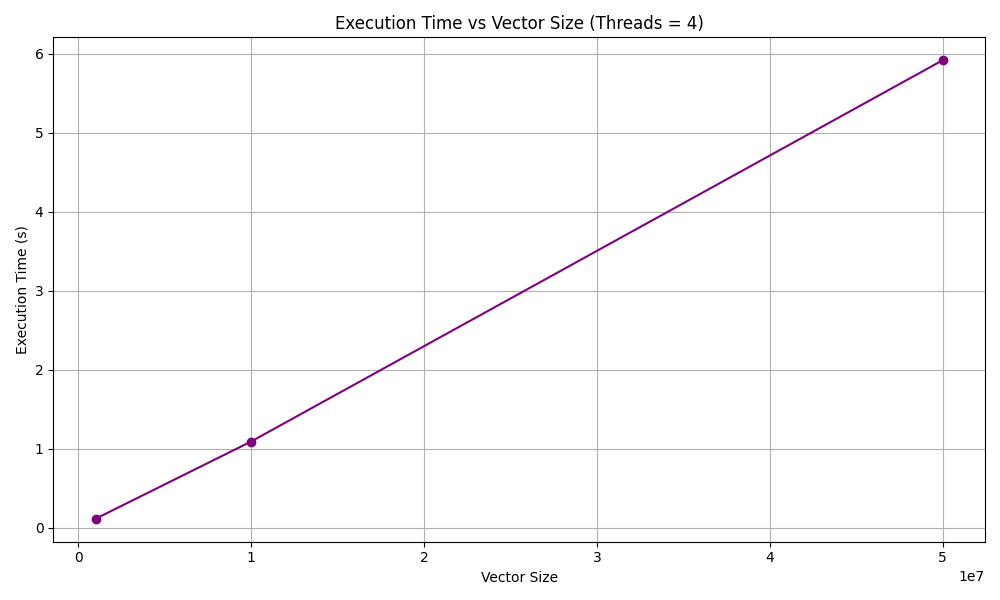 Execution Time vs Vector Size (Threads = 4)
Execution Time (s)
6
5
4
3
2
1
0
0 1 2 3 4 5
1e7
Vector Size